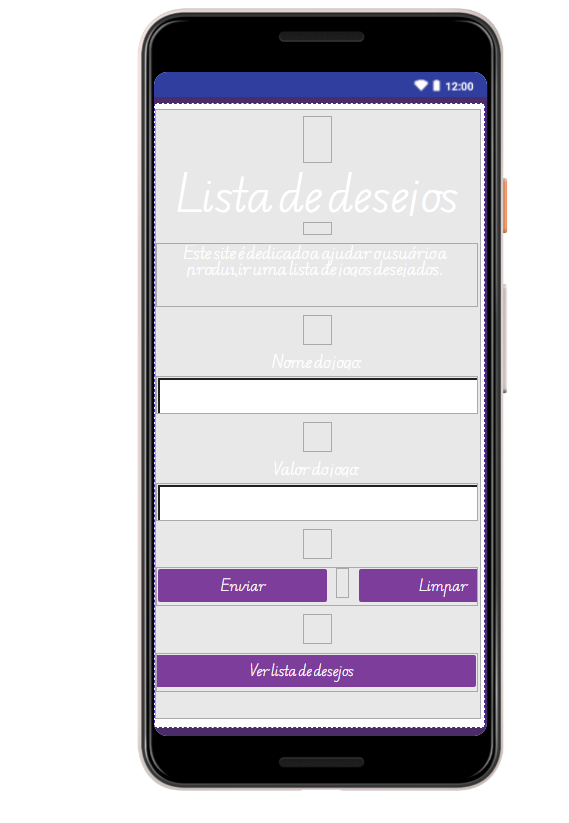 12:00
Lista de desejos
Este site é dedicado a ajudar o usuário a
produzir uma lista de jogos desejados.
Nome do jogo:
Valor do jogo:
Enviar
Limpar
Ver lista de desejos